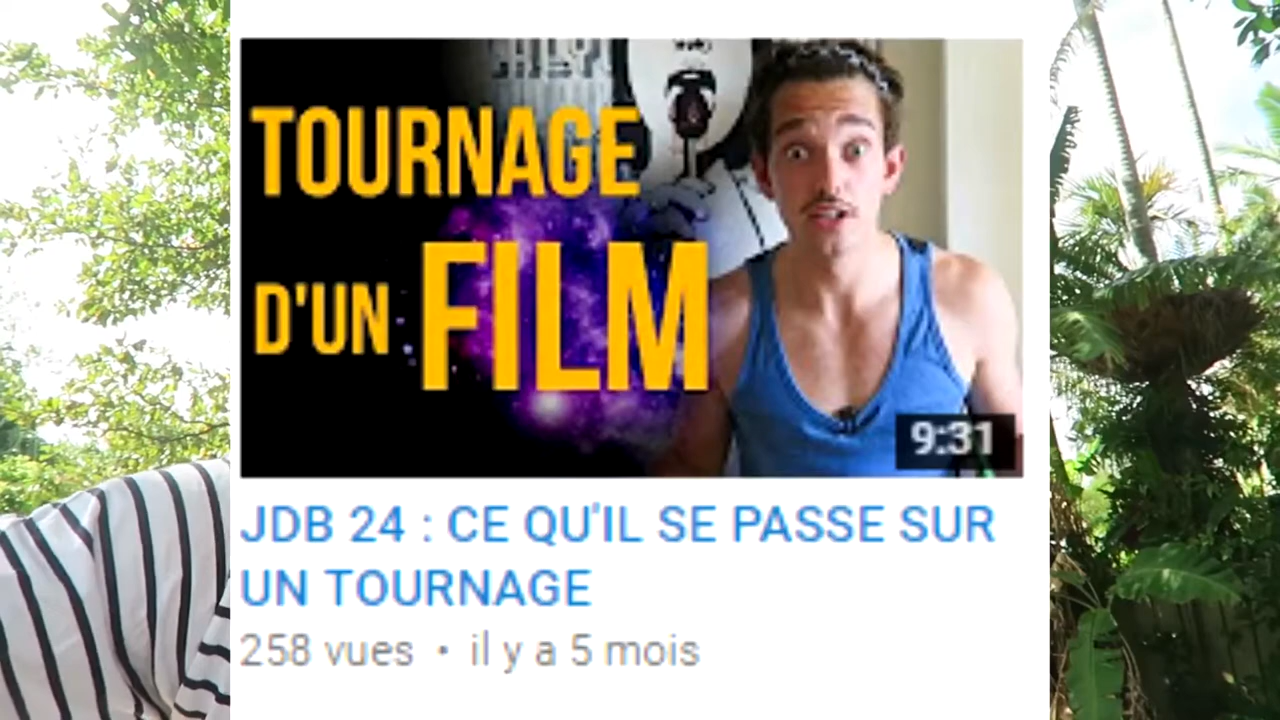 TOURNAGE
D'UN FILM
9:31
JDB 24 : CE QU'IL SE PASSE SUR
UN TOURNAGE
258 vues • il y a 5 mois